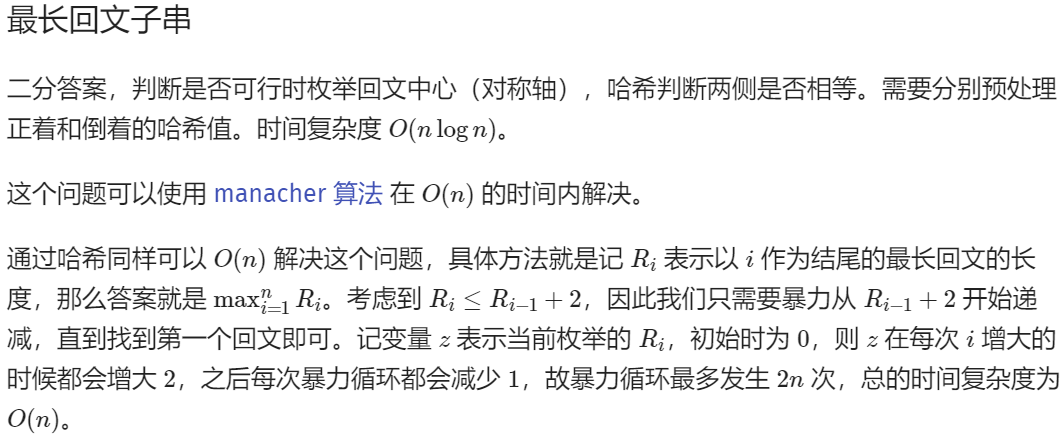 最长回文子串
二分答案，判断是否可行时枚举回文中心（对称轴），哈希判断两侧是否相等。需要分别预处理
正着和倒着的哈希值。时间复杂度 O(n log n)。
这个问题可以使用 manacher 算法 在 O(n) 的时间内解决。
通过哈希同样可以 O(n) 解决这个问题，具体方法就是记 R_i 表示以 i 作为结尾的最长回文的长
度，那么答案就是 max_{i=1}^n R_i。考虑到 R_i ≤ R_{i−1} + 2，因此我们只需要暴力从 R_{i−1} + 2 开始递
减，直到找到第一个回文即可。记变量 z 表示当前枚举的 R_i，初始时为 0，则 z 在每次 i 增大的
时候都会增大 2，之后每次暴力循环都会减少 1，故暴力循环最多发生 2n 次，总的时间复杂度为
O(n)。